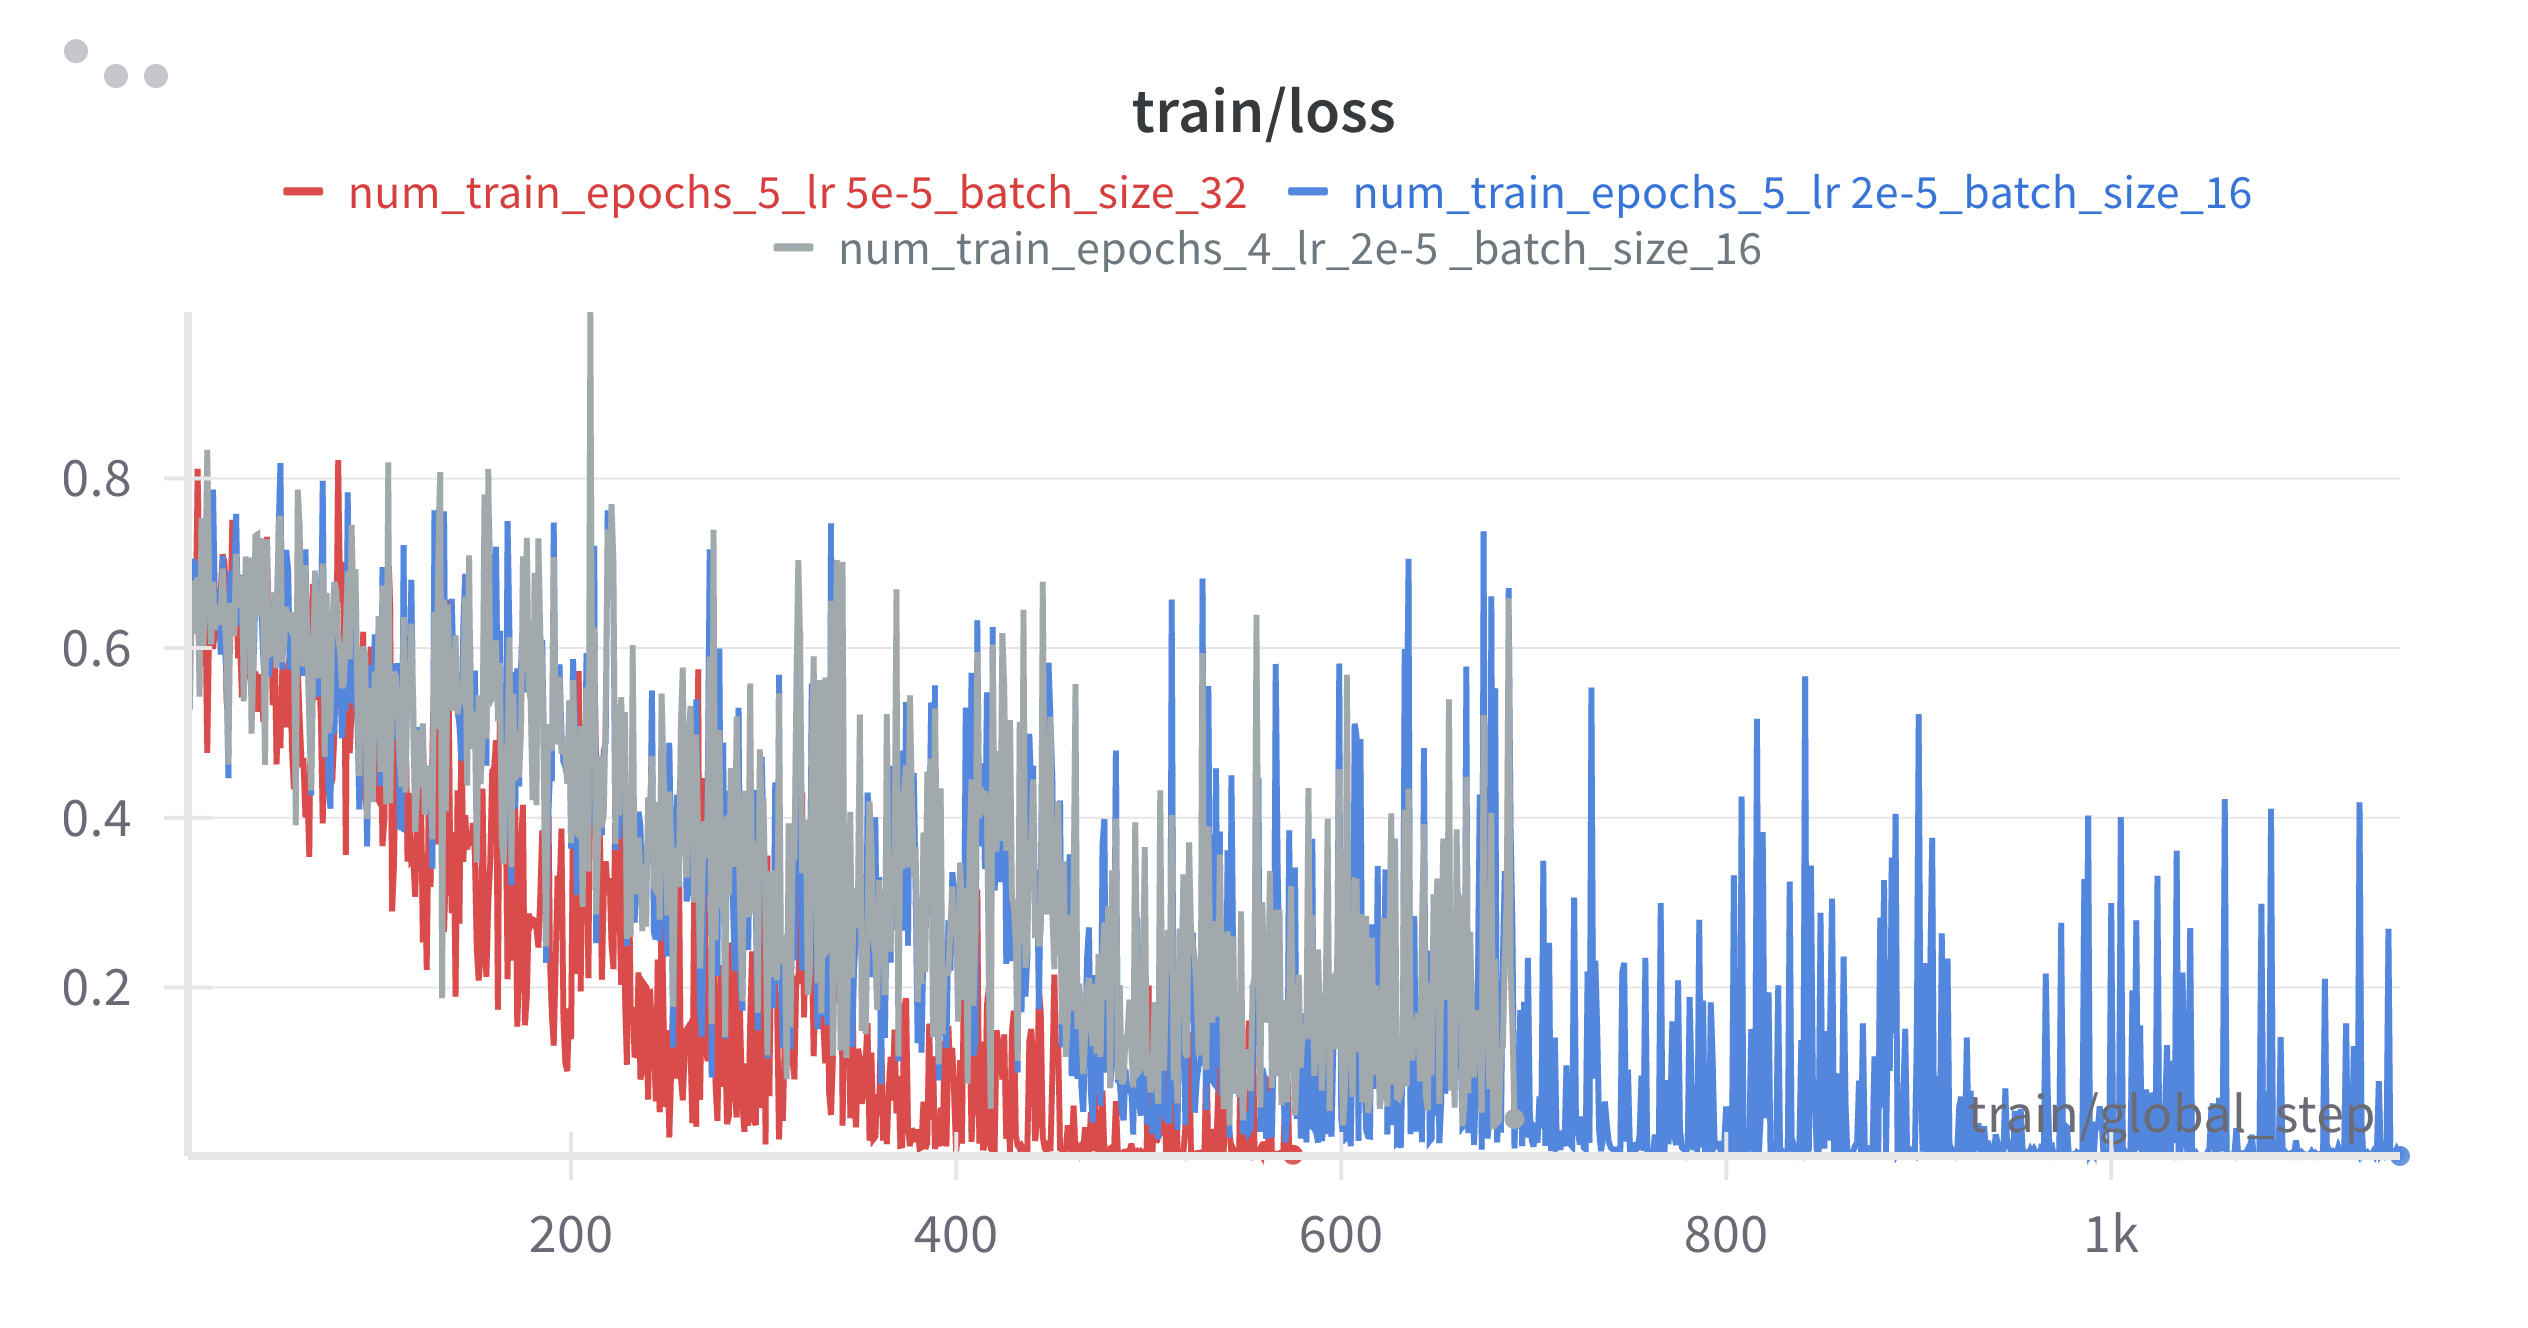 train/loss
num_train_epochs_5_lr 5e-5_batch_size_32 num_train_epochs_5_lr 2e-5_batch_size_16
num_train_epochs_4_lr_2e-5 _batch_size_16
0.8
0.6
0.4
0.2
train/global_step
200 400 600 800 1k